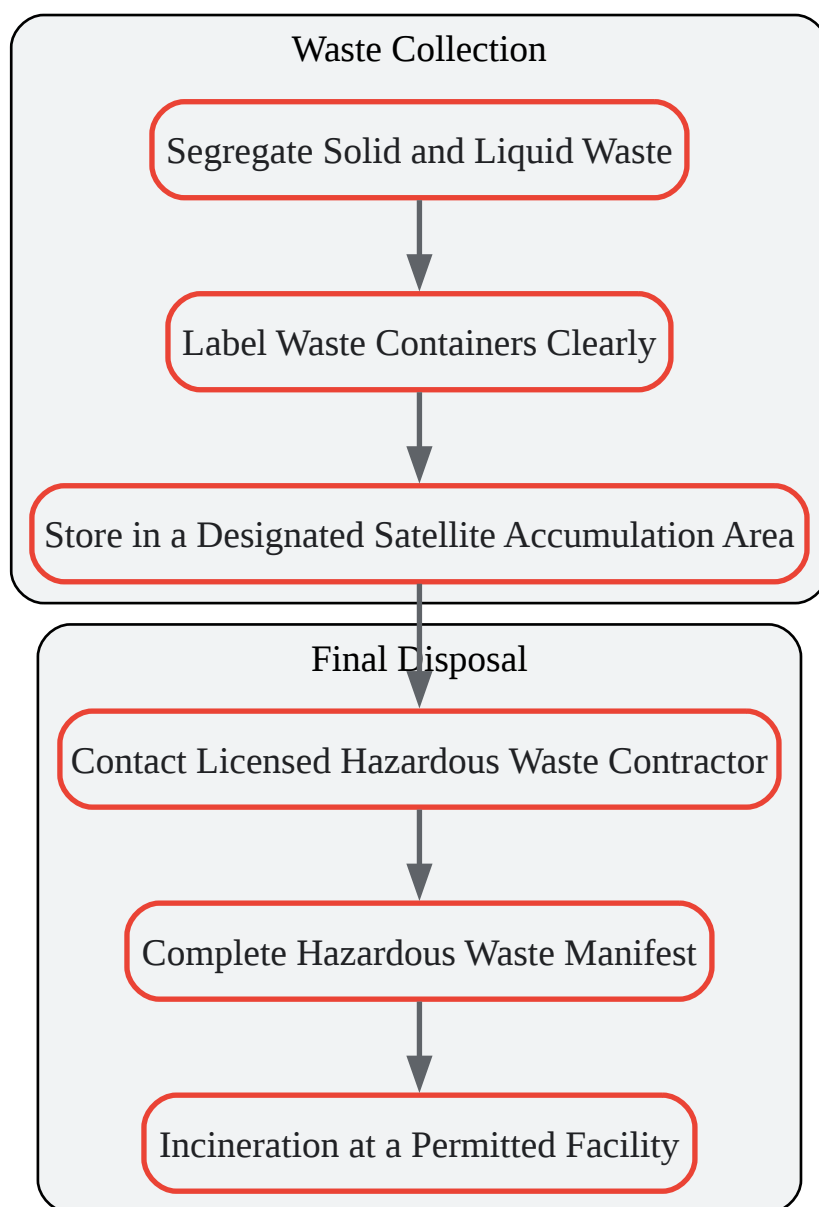 Waste Collection
Segregate Solid and Liquid Waste
Label Waste Containers Clearly
Store in a Designated Satellite Accumulation Area
Final Disposal
Contact Licensed Hazardous Waste Contractor
Complete Hazardous Waste Manifest
Incineration at a Permitted Facility